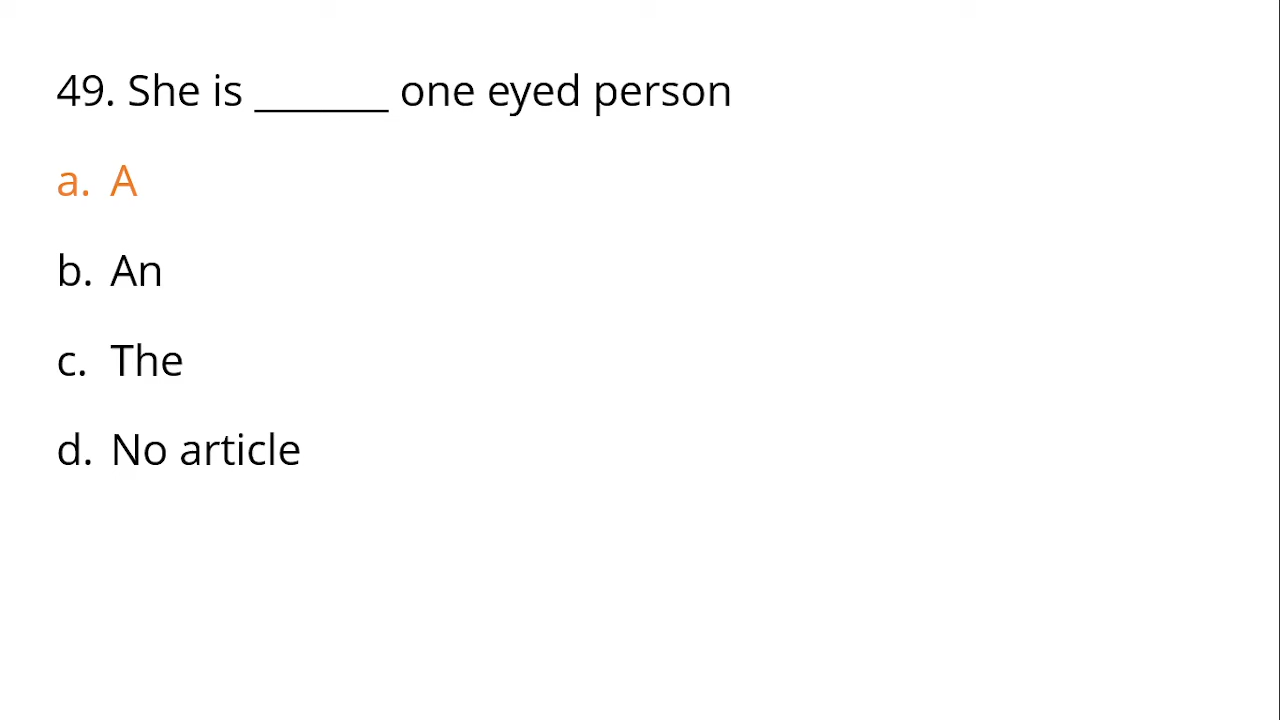 49. She is _______ one eyed person
a. A
b. An
c. The
d. No article